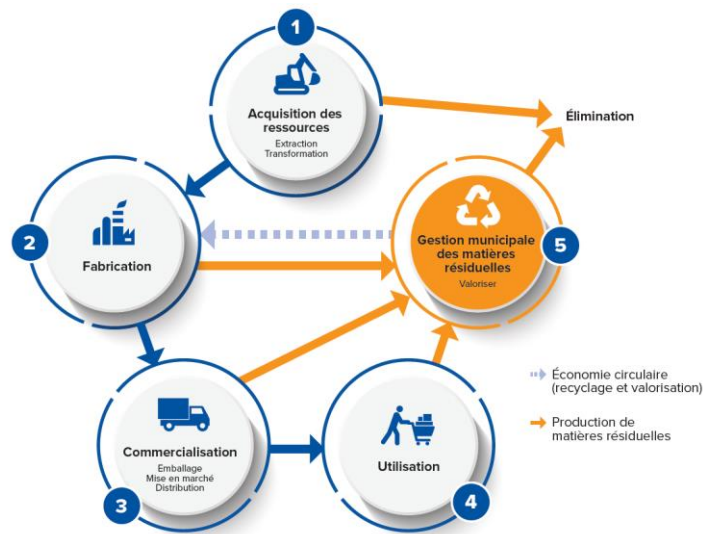 1
Acquisition des
ressources
Extraction
Transformation
Élimination
2
Fabrication
Gestion municipale
des matières
résiduelles
Valoriser
5
Commercialisation
Emballage
Mise en marché
Distribution
3
Utilisation
4
Économie circulaire
(recyclage et valorisation)
Production de
matières résiduelles